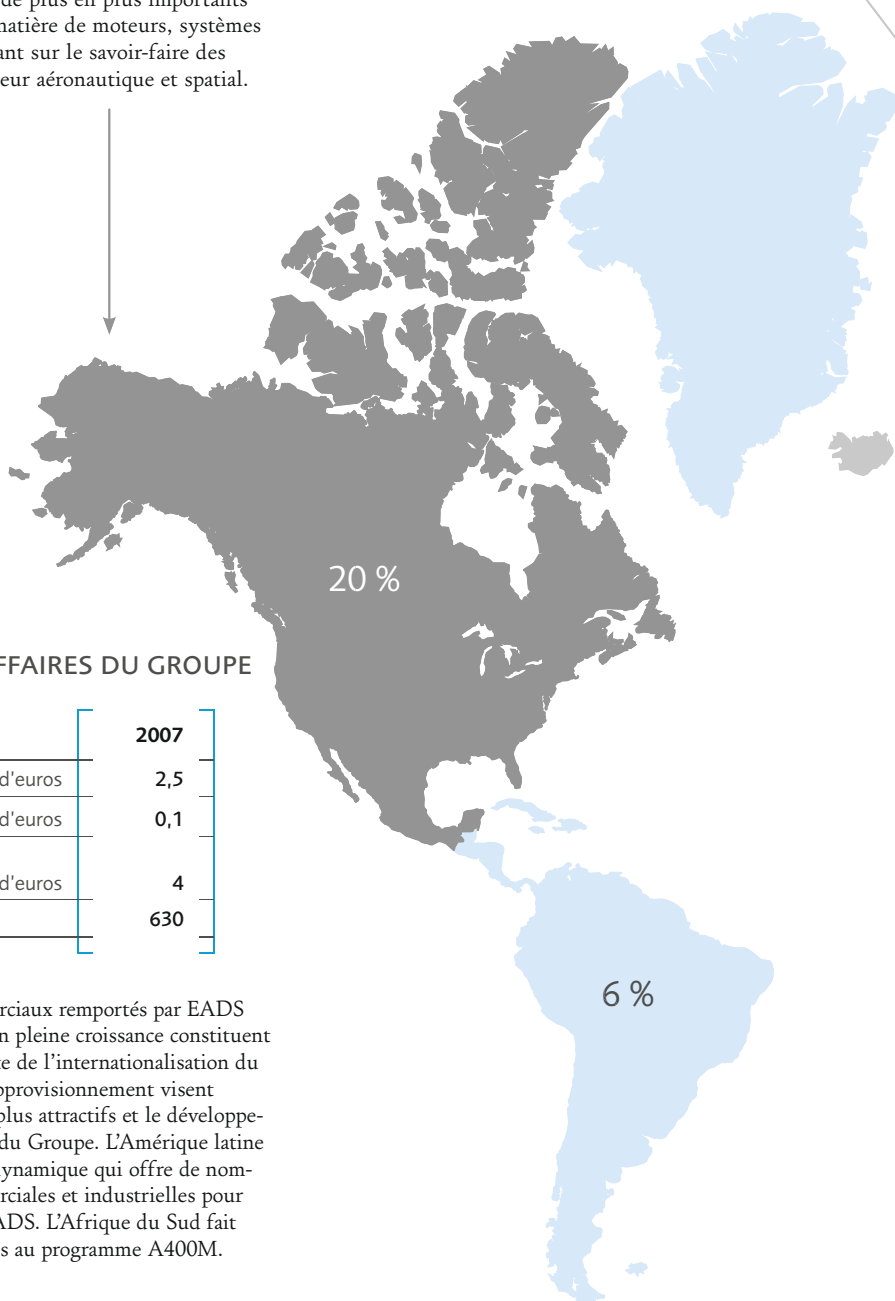 de plus en plus importants
matière de moteurs, systèmes
ant sur le savoir-faire des
eur aéronautique et spatial.
20 %
FFAIRES DU GROUPE
2007
d'euros 2,5
d'euros 0,1
d'euros 4
630
erciaux remportés par EADS
n pleine croissance constituent
te de l'internationalisation du
pprovisionnement visent
plus attractifs et le développe-
du Groupe. L'Amérique latine
dynamique qui offre de nom-
rciales et industrielles pour
ADS. L'Afrique du Sud fait
s au programme A400M.
6 %